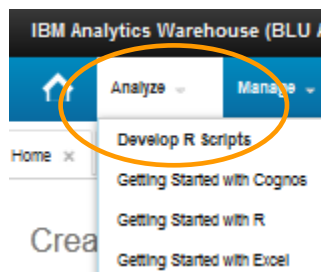 IBM Analytics Warehouse (BLU A
Analyze Manage
Home x
Develop R Scripts
Getting Started with Cognos
Getting Started with R
Crea
Getting Started with Excel